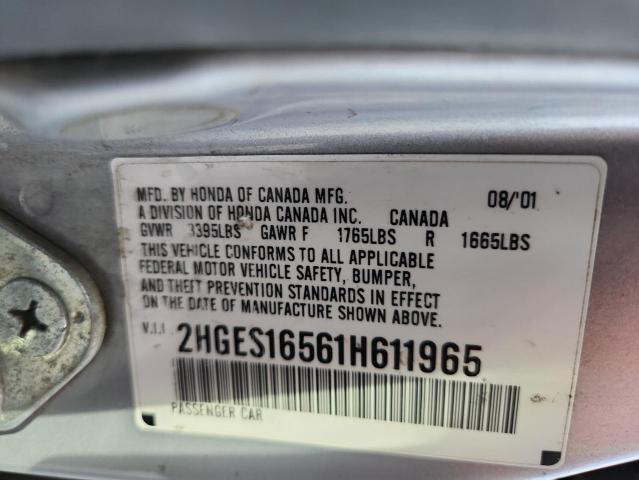 MFD. BY HONDA OF CANADA MFG. 08/'01
A DIVISION OF HONDA CANADA INC. CANADA
GVWR 3395LBS GAWR F 1765LBS R 1665LBS
THIS VEHICLE CONFORMS TO ALL APPLICABLE
FEDERAL MOTOR VEHICLE SAFETY, BUMPER,
AND THEFT PREVENTION STANDARDS IN EFFECT
ON THE DATE OF MANUFACTURE SHOWN ABOVE.
V.I.I 2HGES16561H611965
PASSENGER CAR